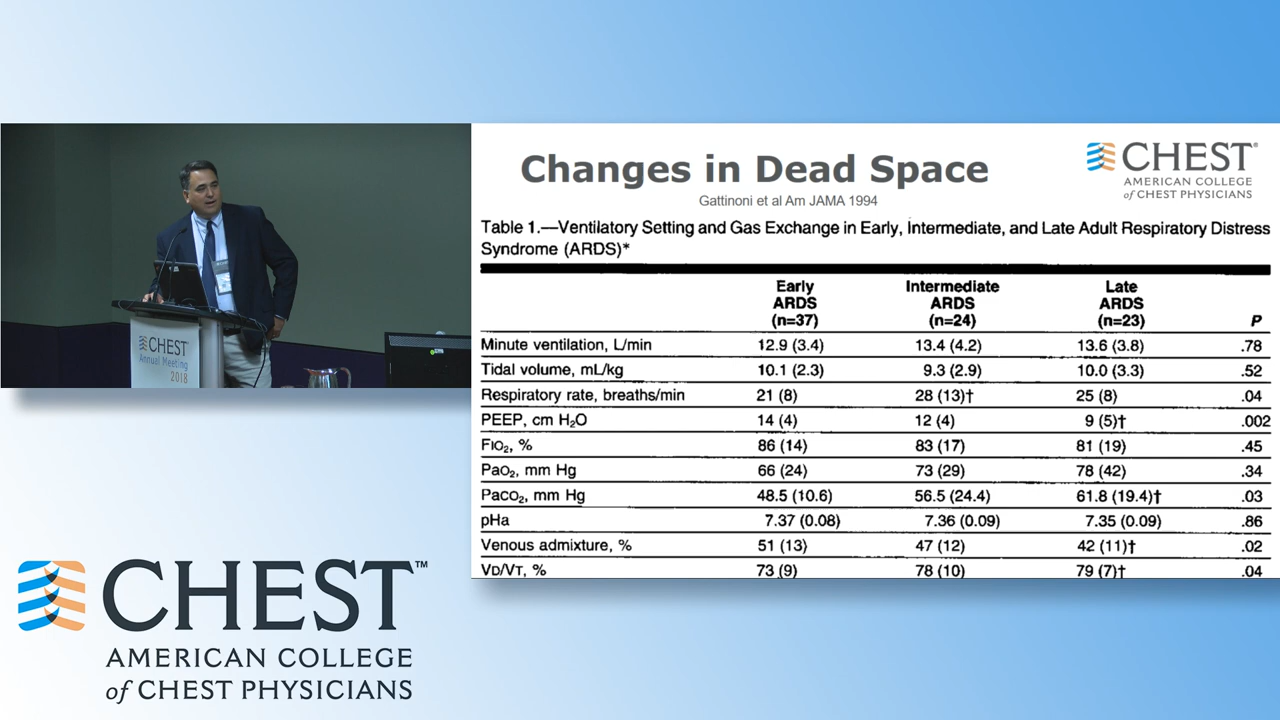 CHEST
Annual Meeting
2018
Changes in Dead Space
Gattinoni et al Am JAMA 1994
CHEST®
AMERICAN COLLEGE
of CHEST PHYSICIANS
Table 1.—Ventilatory Setting and Gas Exchange in Early, Intermediate, and Late Adult Respiratory Distress
Syndrome (ARDS)*
Early ARDS (n=37) Intermediate ARDS (n=24) Late ARDS (n=23) P
Minute ventilation, L/min 12.9 (3.4) 13.4 (4.2) 13.6 (3.8) .78
Tidal volume, mL/kg 10.1 (2.3) 9.3 (2.9) 10.0 (3.3) .52
Respiratory rate, breaths/min 21 (8) 28 (13)† 25 (8) .04
PEEP, cm H₂O 14 (4) 12 (4) 9 (5)† .002
FIO₂, % 86 (14) 83 (17) 81 (19) .45
PaO₂, mm Hg 66 (24) 73 (29) 78 (42) .34
PaCO₂, mm Hg 48.5 (10.6) 56.5 (24.4) 61.8 (19.4)† .03
pHa 7.37 (0.08) 7.36 (0.09) 7.35 (0.09) .86
Venous admixture, % 51 (13) 47 (12) 42 (11)† .02
VD/VT, % 73 (9) 78 (10) 79 (7)† .04
CHEST™
AMERICAN COLLEGE
of CHEST PHYSICIANS